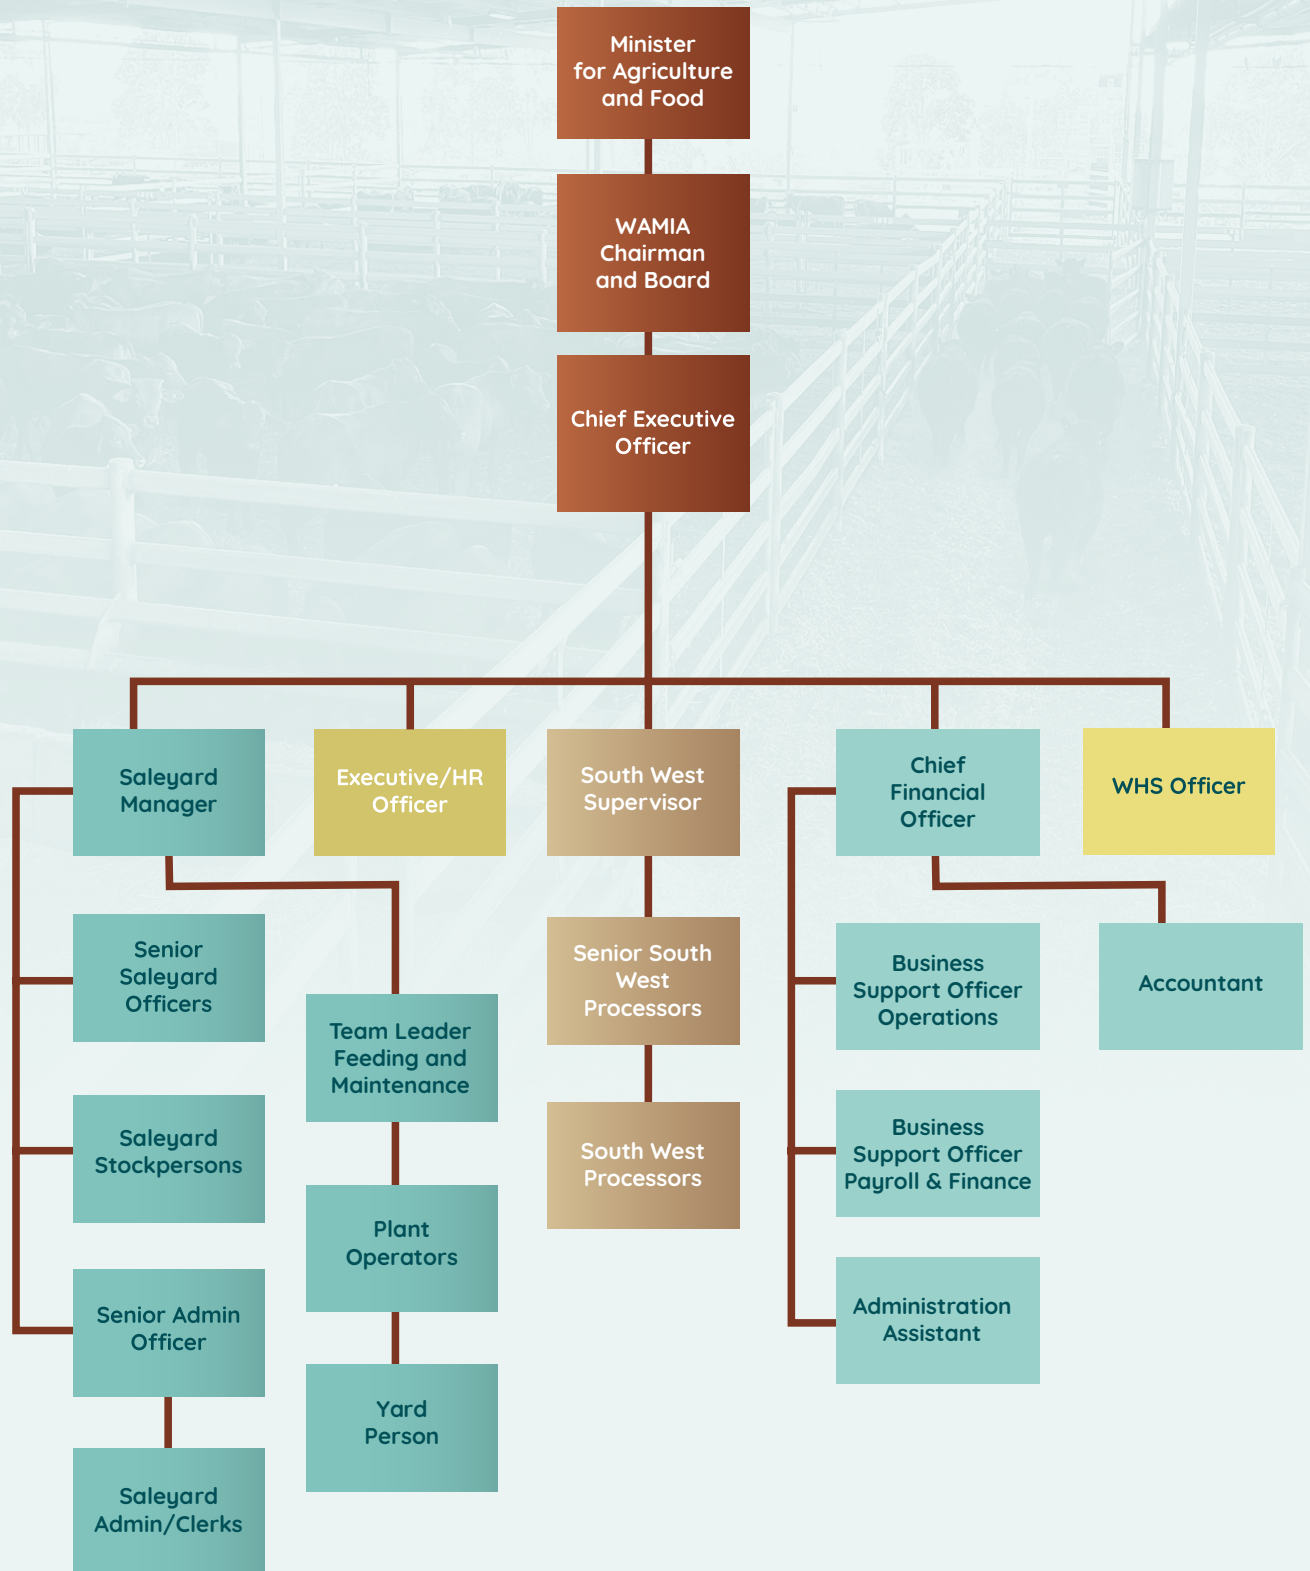 Minister
for Agriculture
and Food
WAMIA
Chairman
and Board
Chief Executive
Officer
Saleyard
Manager
Executive/HR
Officer
South West
Supervisor
Chief
Financial
Officer
WHS Officer
Senior
Saleyard
Officers
Team Leader
Feeding and
Maintenance
Senior South
West
Processors
Business
Support Officer
Operations
Accountant
Saleyard
Stockpersons
Plant
Operators
South West
Processors
Business
Support Officer
Payroll & Finance
Senior Admin
Officer
Yard
Person
Administration
Assistant
Saleyard
Admin/Clerks